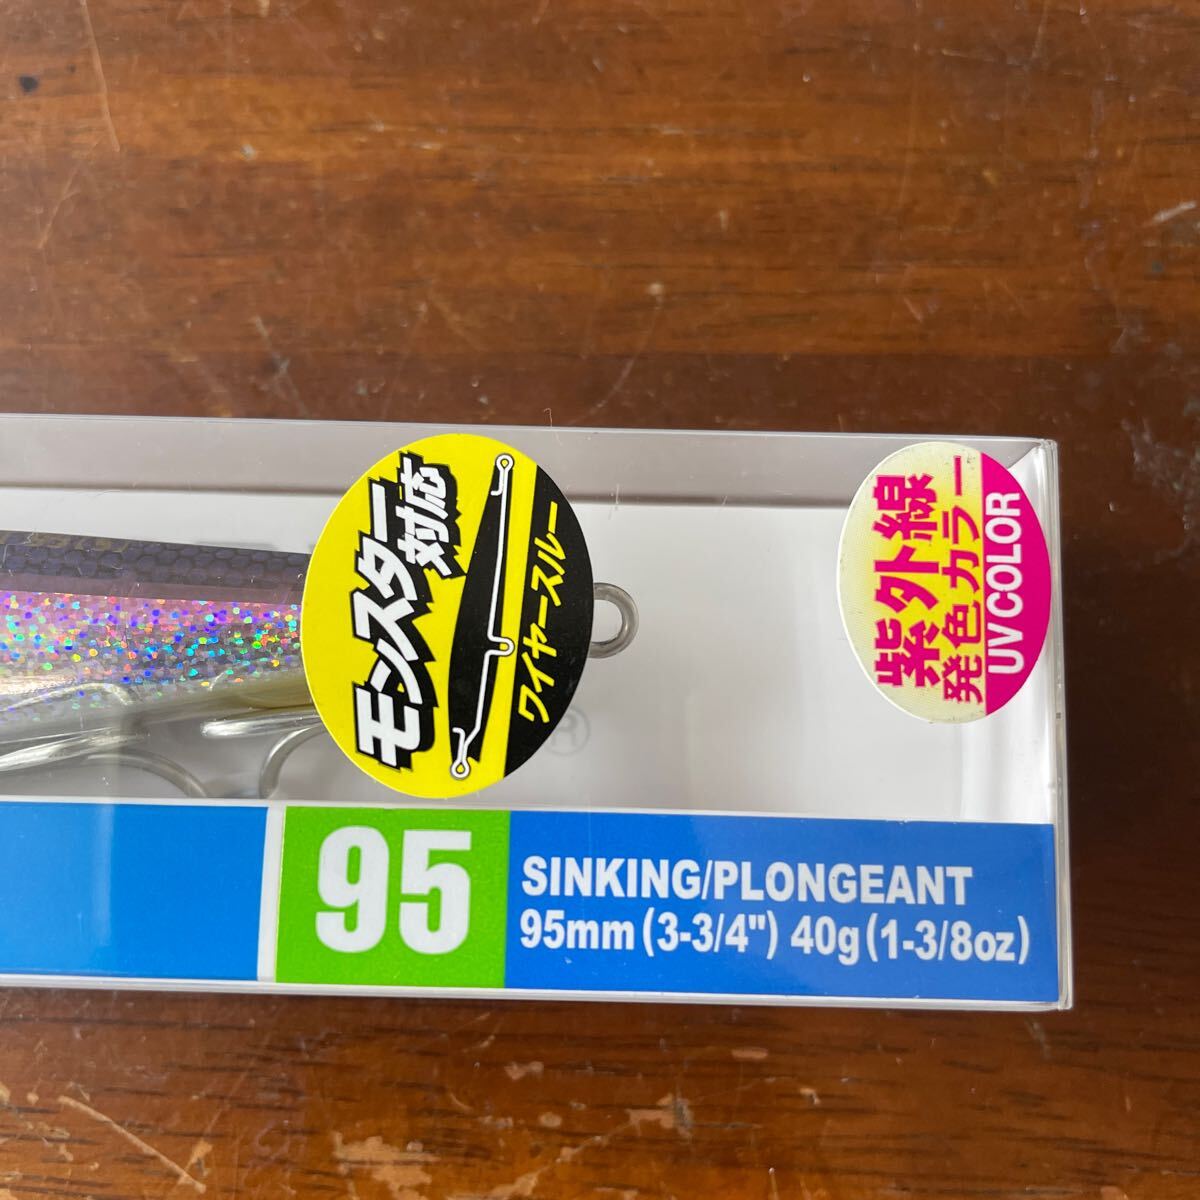 モンスター
対応
ワイヤースルー
紫外線
発色カラー
UV COLOR
®
95
SINKING/PLONGEANT
95mm (3-3/4") 40g (1-3/8oz)